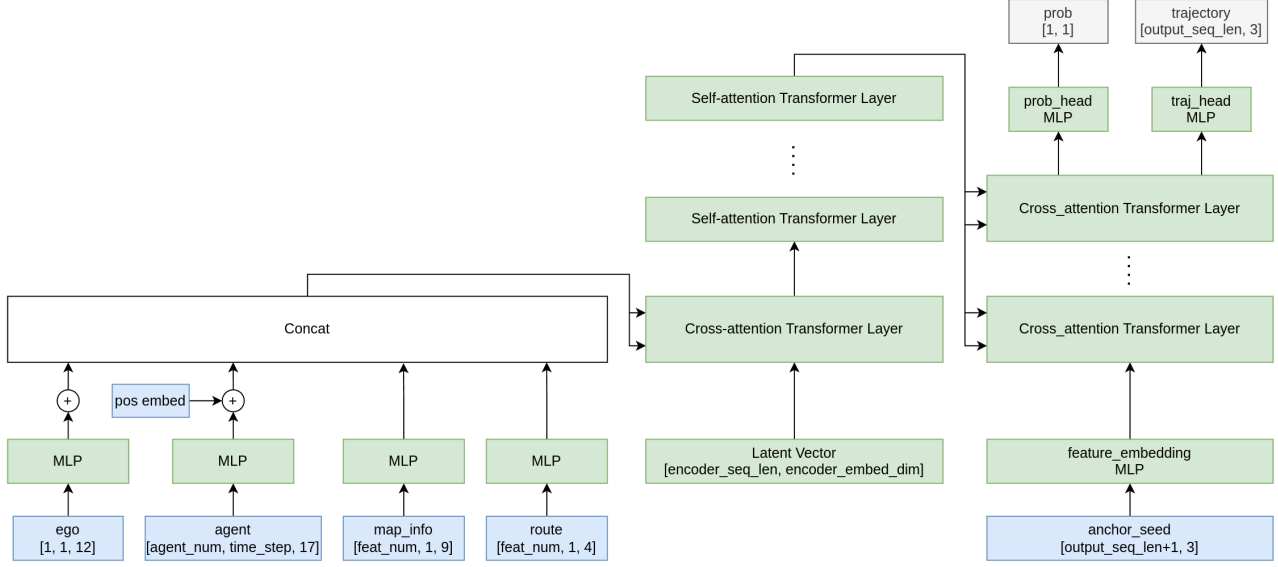 prob
[1, 1]
trajectory
[output_seq_len, 3]
prob_head
MLP
traj_head
MLP
Self-attention Transformer Layer
Self-attention Transformer Layer
Cross_attention Transformer Layer
Concat
Cross-attention Transformer Layer
Cross_attention Transformer Layer
+
pos embed
+
MLP
MLP
MLP
MLP
Latent Vector
[encoder_seq_len, encoder_embed_dim]
feature_embedding
MLP
ego
[1, 1, 12]
agent
[agent_num, time_step, 17]
map_info
[feat_num, 1, 9]
route
[feat_num, 1, 4]
anchor_seed
[output_seq_len+1, 3]